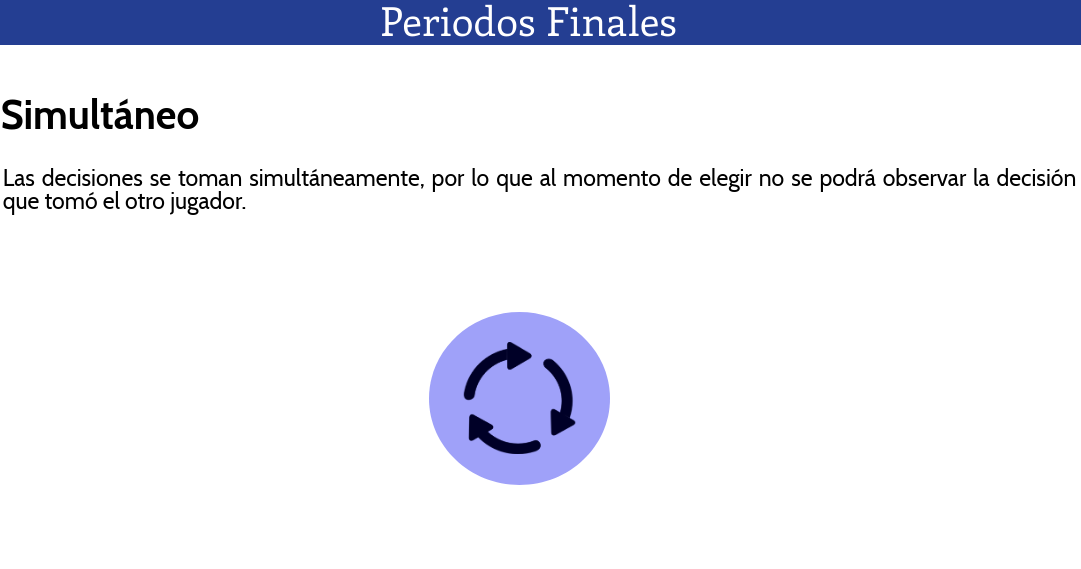 Periodos Finales
Simultáneo
Las decisiones se toman simultáneamente, por lo que al momento de elegir no se podrá observar la decisión
que tomó el otro jugador.